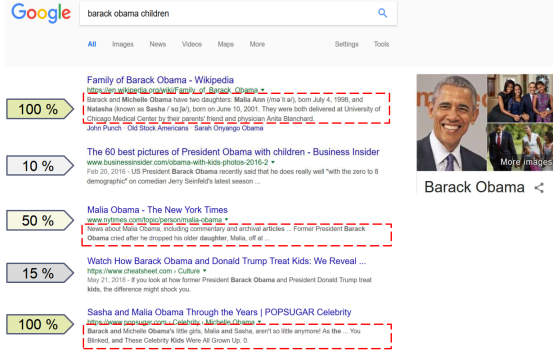 Google
barack obama children
All Images News Videos Maps More Settings Tools
Family of Barack Obama - Wikipedia
https://en.wikipedia.org/wiki/Family_of_Barack_Obama
100 %
Barack and Michelle Obama have two daughters: Malia Ann (/məˈliːə/), born July 4, 1998, and
Natasha (known as Sasha /ˈsɑːʃə/), born on June 10, 2001. They were both delivered at University of
Chicago Medical Center by their parents' friend and physician Anita Blanchard.
John Punch · Old Stock Americans · Sarah Onyango Obama
The 60 best pictures of President Obama with children - Business Insider
10 %
www.businessinsider.com/obama-with-kids-photos-2016-2
Feb 20, 2016 - US President Barack Obama recently said that he does really well "with the zero to 8
demographic" on comedian Jerry Seinfeld's latest season ...
More images
Barack Obama
Malia Obama - The New York Times
50 %
www.nytimes.com/topic/person/malia-obama
News about Malia Obama, including commentary and archival articles ... Former President Barack
Obama cried after he dropped his older daughter, Malia, off at ...
Watch How Barack Obama and Donald Trump Treat Kids: We Reveal ...
15 %
https://www.cheatsheet.com › Culture
May 21, 2018 - If you look at how former President Barack Obama and President Donald Trump treat
kids, the difference might shock you.
Sasha and Malia Obama Through the Years | POPSUGAR Celebrity
100 %
https://www.popsugar.com › Celebrity › Michelle Obama
Barack and Michelle Obama's little girls, Malia and Sasha, aren't so little anymore! As the ... You
Blinked, and These Celebrity Kids Were All Grown Up. 0.